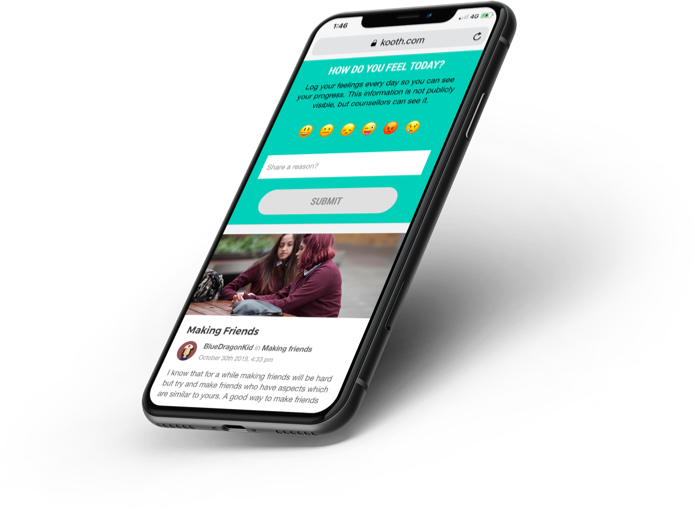 1:46
4G
kooth.com
HOW DO YOU FEEL TODAY?
Log your feelings every day so you can see
your progress. This information is not publicly
visible, but counsellors can see it.
Share a reason?
SUBMIT
Making Friends
BlueDragonKid in Making friends
October 30th 2019, 4:33 pm
I know that for a while making friends will be hard
but try and make friends who have aspects which
are similar to yours. A good way to make friends